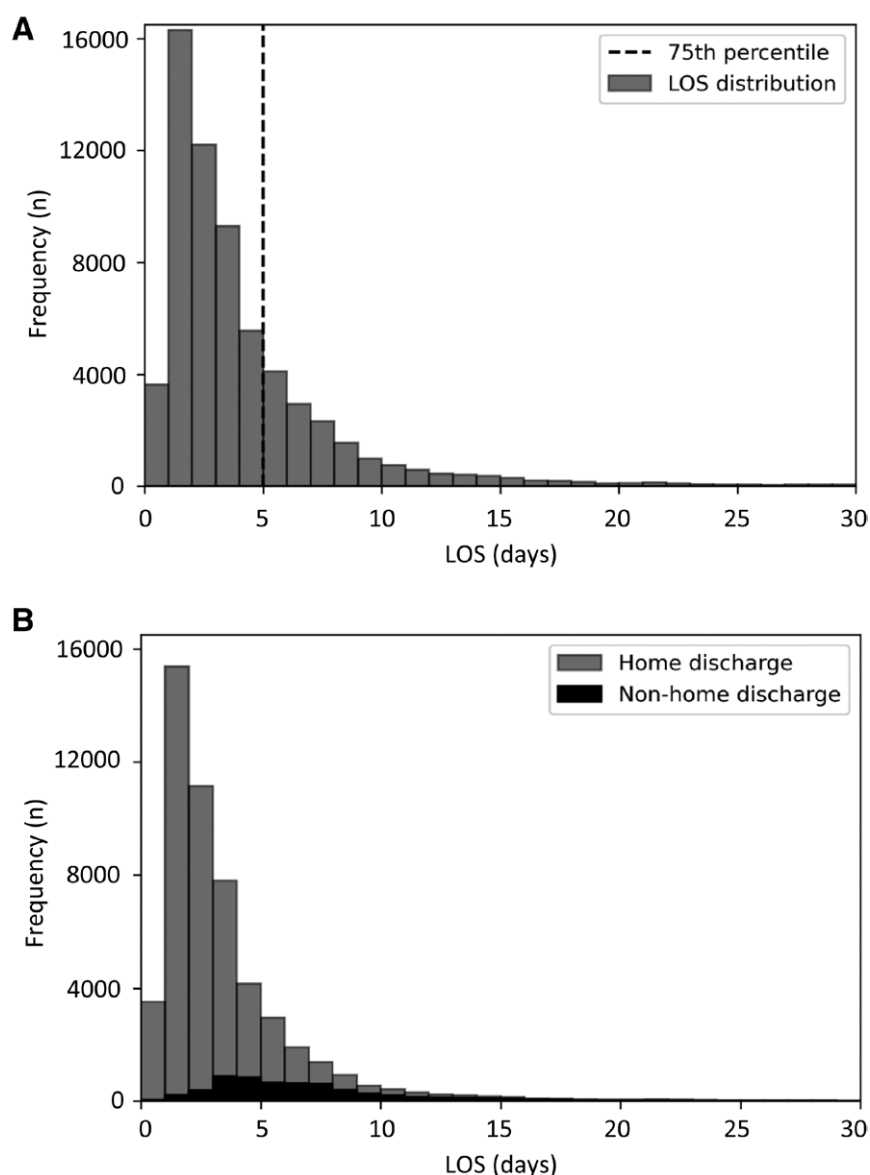 A
16000
12000
8000
4000
0
Frequency (n)
75th percentile
LOS distribution
0 5 10 15 20 25 30
LOS (days)
B
16000
12000
8000
4000
0
Frequency (n)
Home discharge
Non-home discharge
0 5 10 15 20 25 30
LOS (days)